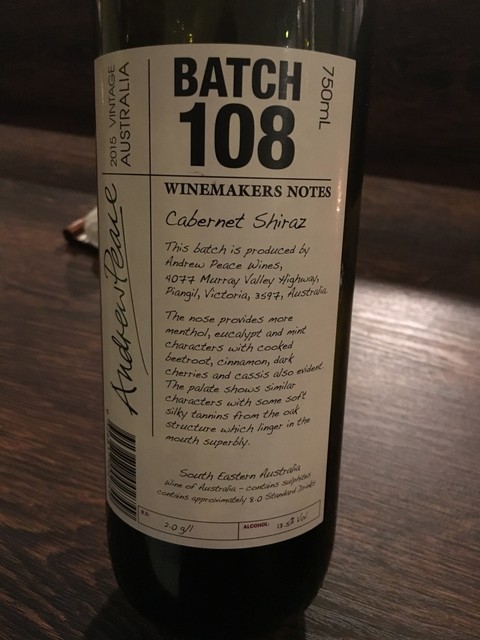 BATCH
108
750mL
2015 VINTAGE
AUSTRALIA
Andrew Peace
WINEMAKERS NOTES
Cabernet Shiraz
This batch is produced by
Andrew Peace Wines,
4077 Murray Valley Highway,
Piangil, Victoria, 3597, Australia.
The nose provides more
menthol, eucalypt and mint
characters with cooked
beetroot, cinnamon, dark
cherries and cassis also evident.
The palate shows similar
characters with some soft
silky tannins from the oak
structure which linger in the
mouth superbly.
South Eastern Australia
Wine of Australia - contains sulphites
contains approximately 8.0 Standard Drinks
R.S. 2.0 g/l
ALCOHOL: 13.5% Vol